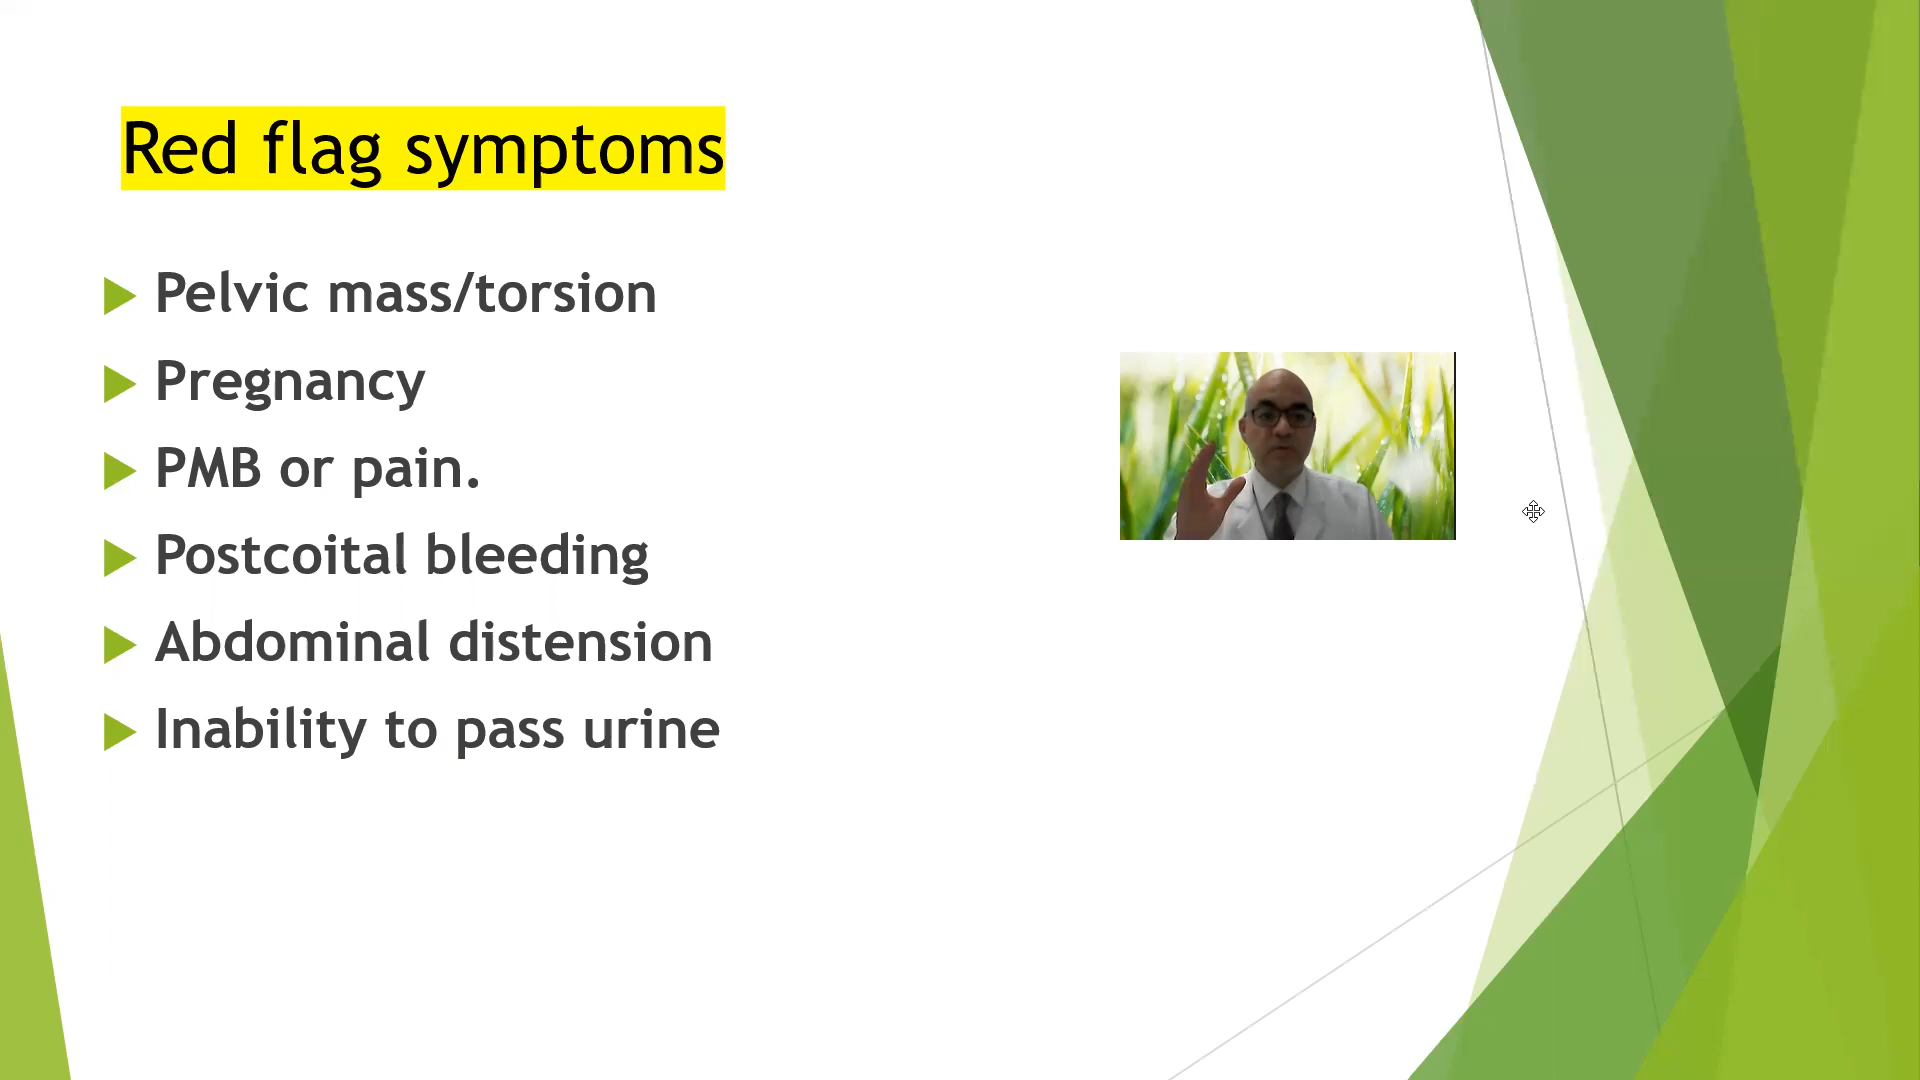 Red flag symptoms
Pelvic mass/torsion
Pregnancy
PMB or pain.
Postcoital bleeding
Abdominal distension
Inability to pass urine